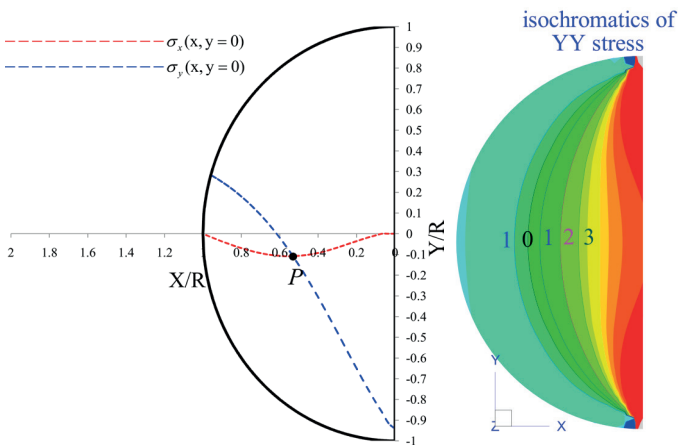 σx(x, y = 0)
σy(x, y = 0)
isochromatics of
YY stress
1
0.9
0.8
0.7
0.6
0.5
0.4
0.3
0.2
0.1
0
-0.1
-0.2
-0.3
-0.4
-0.5
-0.6
-0.7
-0.8
-0.9
-1
Y/R
2 1.8 1.6 1.4 1.2 1 0.8 0.6 0.4 0.2 0
X/R
P
1 0 1 2 3
Y
Z X